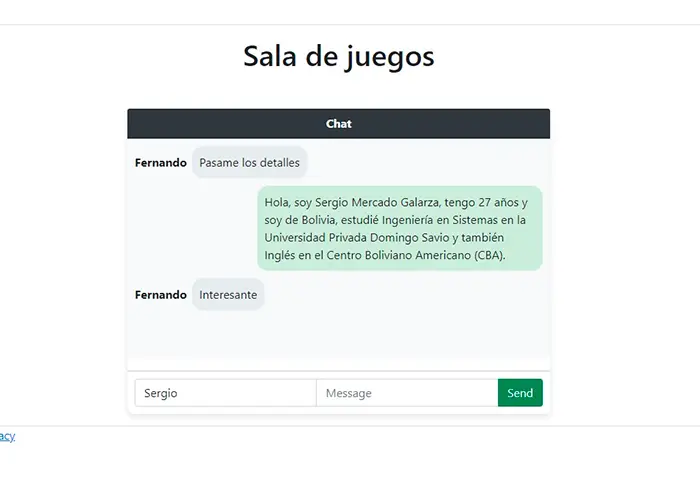 Sala de juegos
Chat
Fernando Pasame los detalles
Hola, soy Sergio Mercado Galarza, tengo 27 años y
soy de Bolivia, estudié Ingeniería en Sistemas en la
Universidad Privada Domingo Savio y también
Inglés en el Centro Boliviano Americano (CBA).
Fernando Interesante
Sergio Message Send
acy